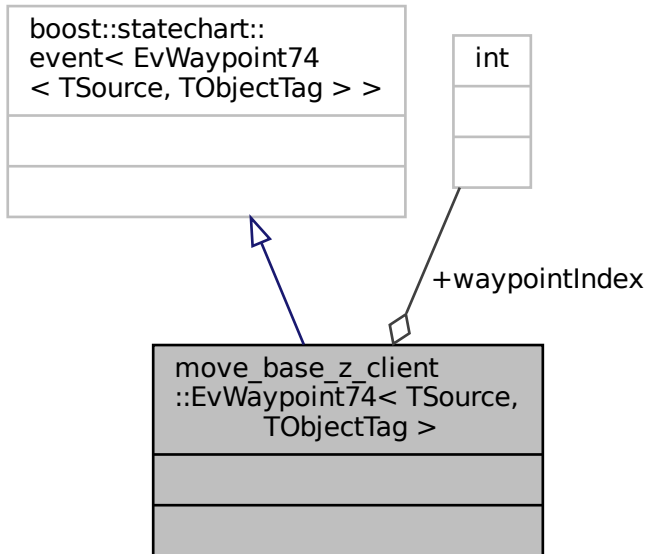 boost::statechart::
event< EvWaypoint74
< TSource, TObjectTag > >
int
+waypointIndex
move_base_z_client
::EvWaypoint74< TSource,
TObjectTag >